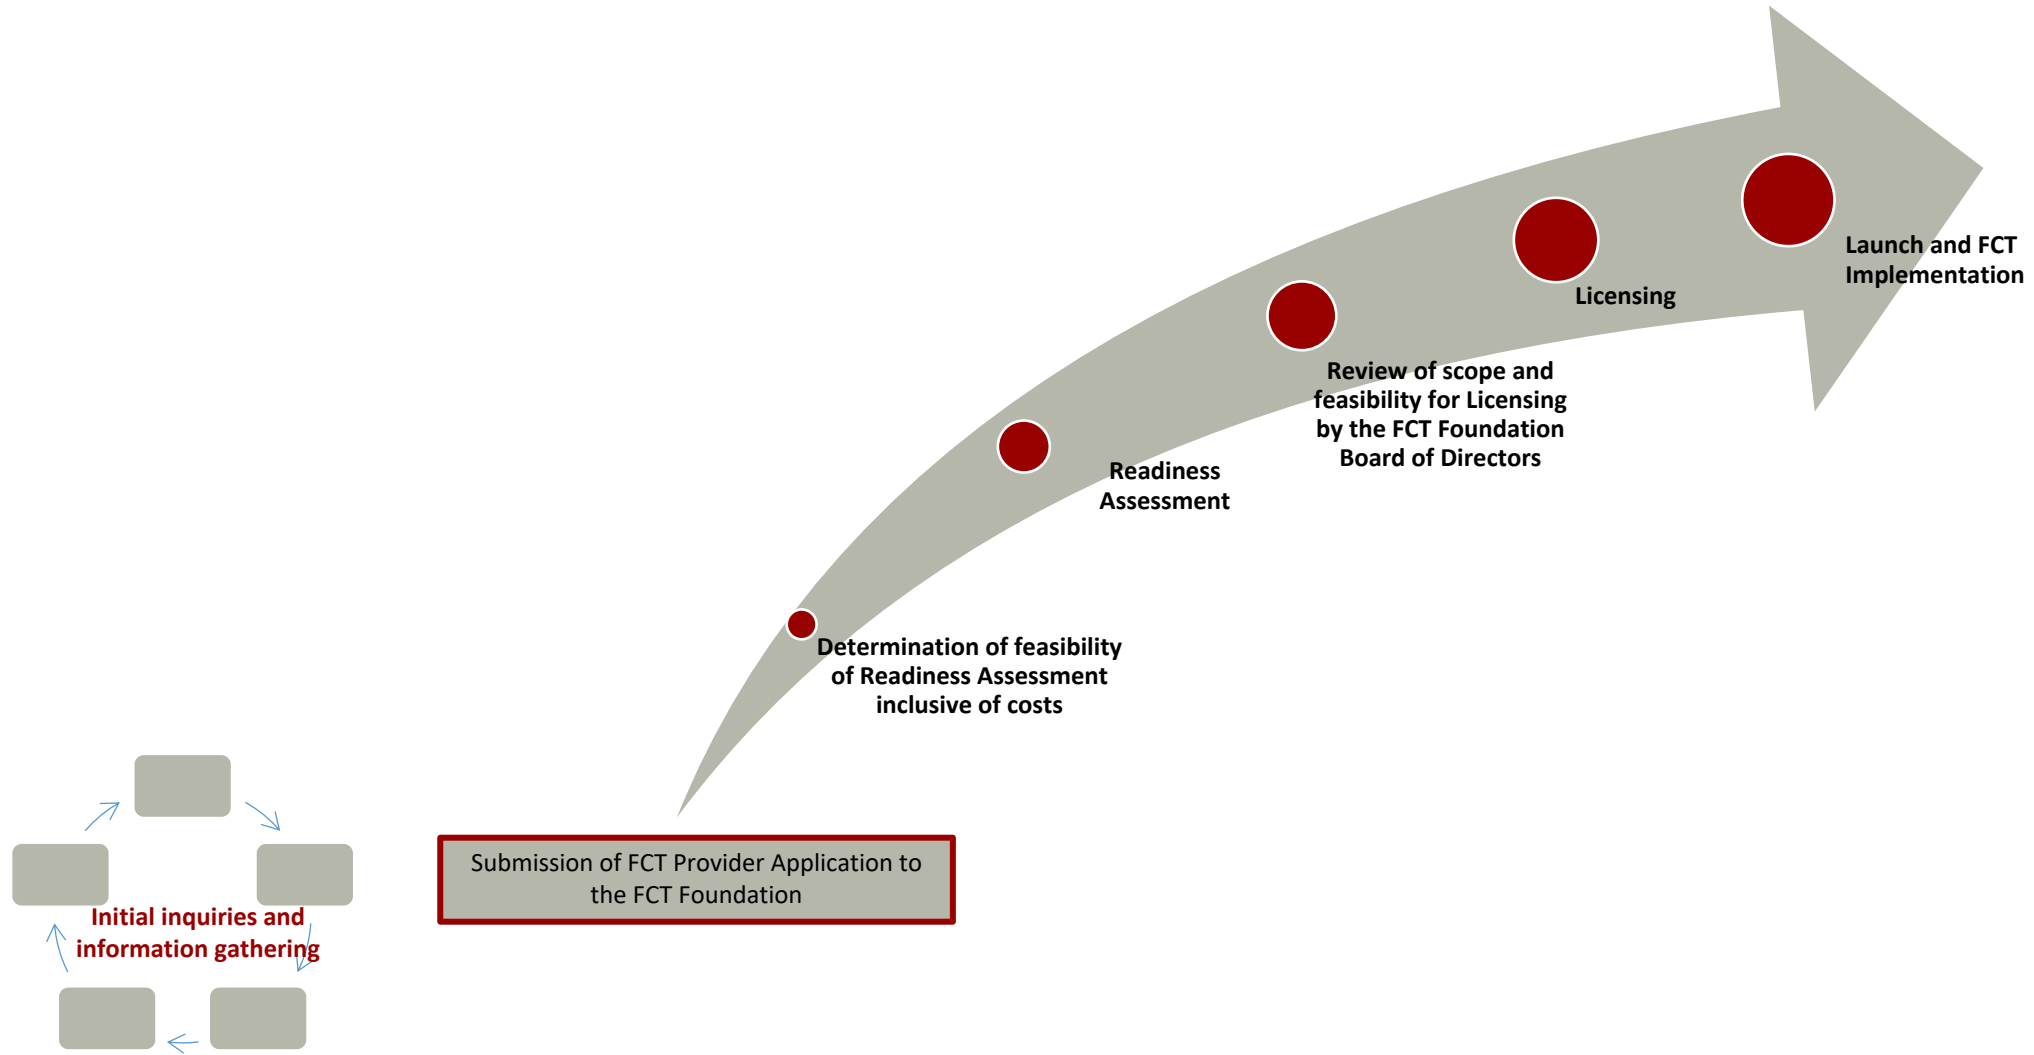 Launch and FCT
Implementation
Licensing
Review of scope and
feasibility for Licensing
by the FCT Foundation
Board of Directors
Readiness
Assessment
Determination of feasibility
of Readiness Assessment
inclusive of costs
Submission of FCT Provider Application to
the FCT Foundation
Initial inquiries and
information gathering